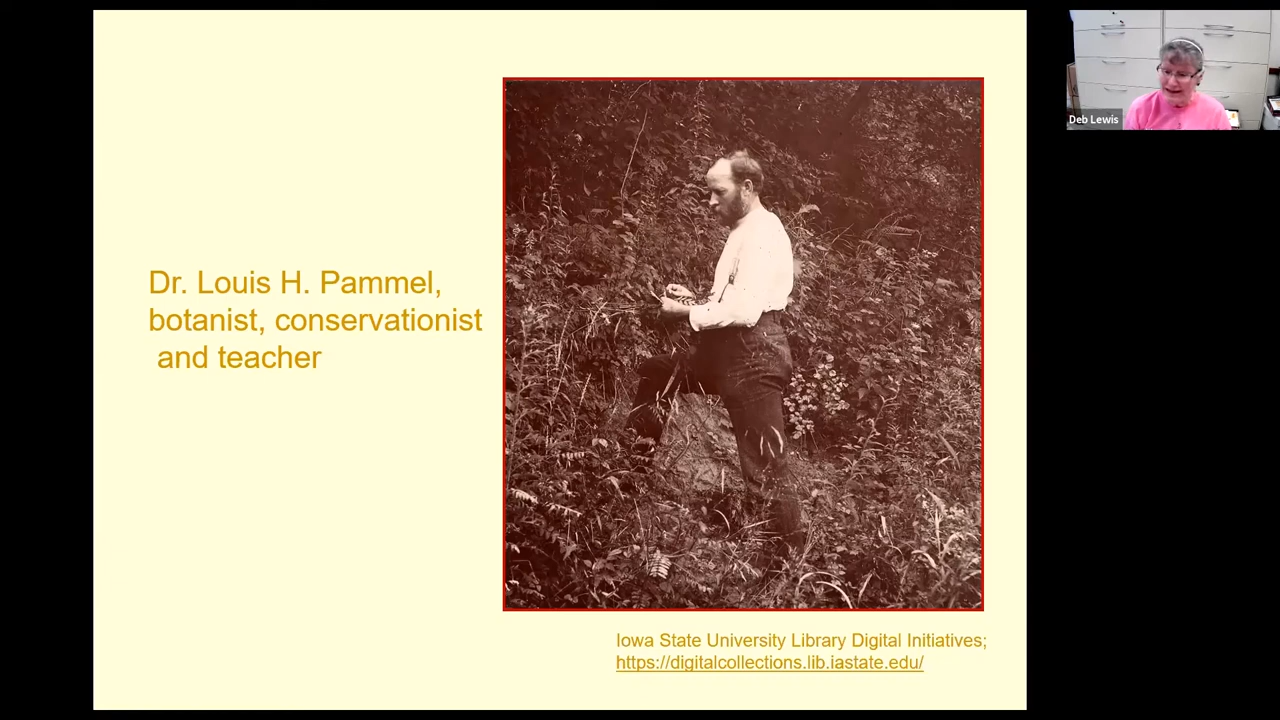 Dr. Louis H. Pammel,
botanist, conservationist
and teacher
Iowa State University Library Digital Initiatives;
https://digitalcollections.lib.iastate.edu/
Deb Lewis